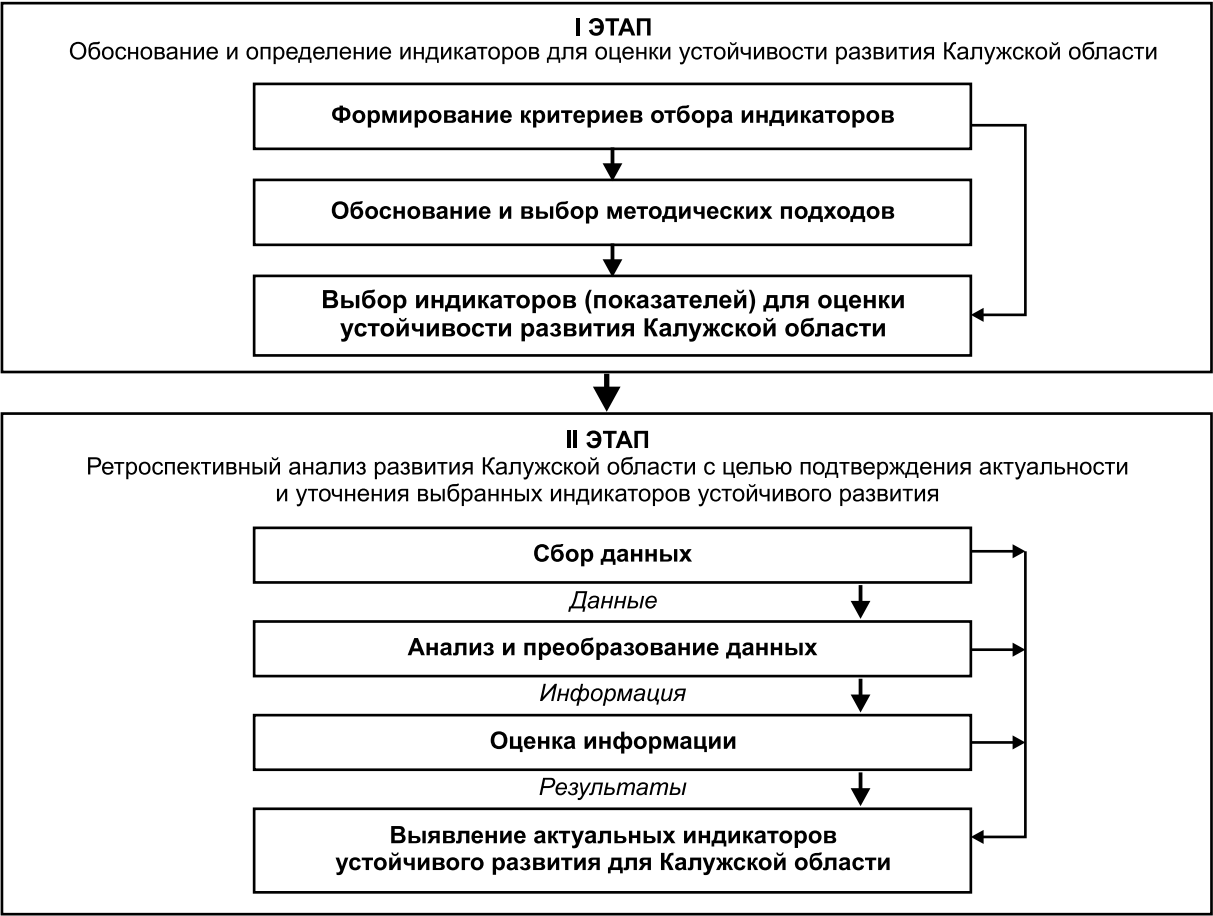 I ЭТАП
Обоснование и определение индикаторов для оценки устойчивости развития Калужской области
Формирование критериев отбора индикаторов
Обоснование и выбор методических подходов
Выбор индикаторов (показателей) для оценки
устойчивости развития Калужской области
II ЭТАП
Ретроспективный анализ развития Калужской области с целью подтверждения актуальности
и уточнения выбранных индикаторов устойчивого развития
Сбор данных
Данные
Анализ и преобразование данных
Информация
Оценка информации
Результаты
Выявление актуальных индикаторов
устойчивого развития для Калужской области